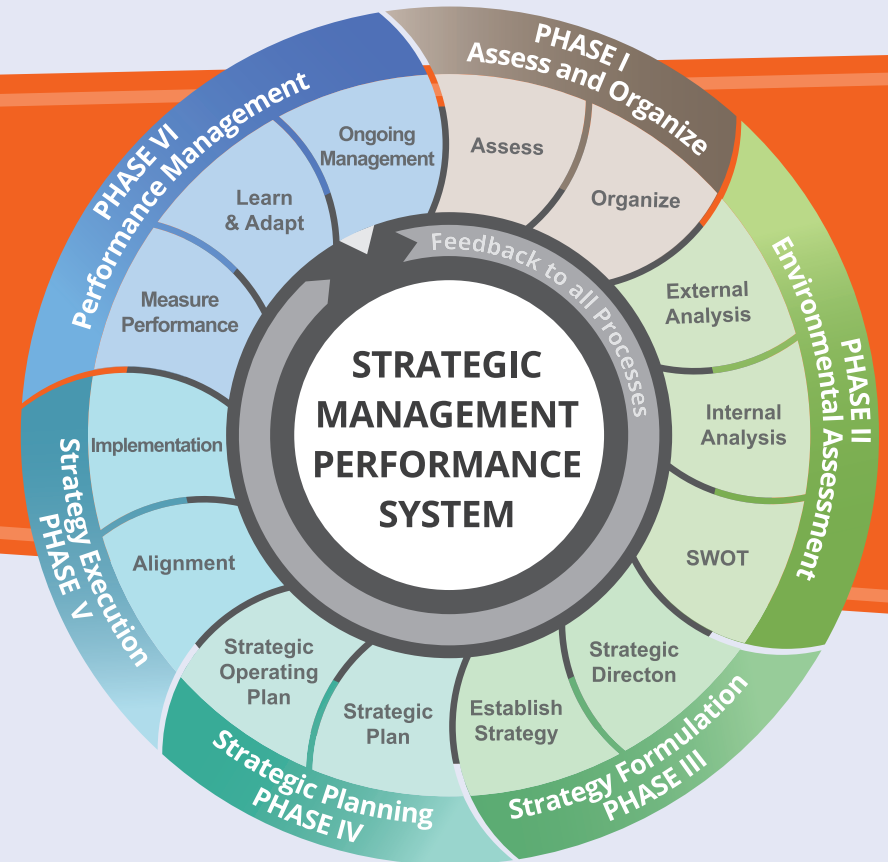 STRATEGIC
MANAGEMENT
PERFORMANCE
SYSTEM
Feedback to all Processes
PHASE I
Assess and Organize
Assess
Organize
PHASE II
Environmental Assessment
External
Analysis
Internal
Analysis
SWOT
Strategy Formulation
PHASE III
Strategic
Directon
Establish
Strategy
Strategic Planning
PHASE IV
Strategic
Plan
Strategic
Operating
Plan
Strategy Execution
PHASE V
Alignment
Implementation
PHASE VI
Performance Management
Measure
Performance
Learn
& Adapt
Ongoing
Management